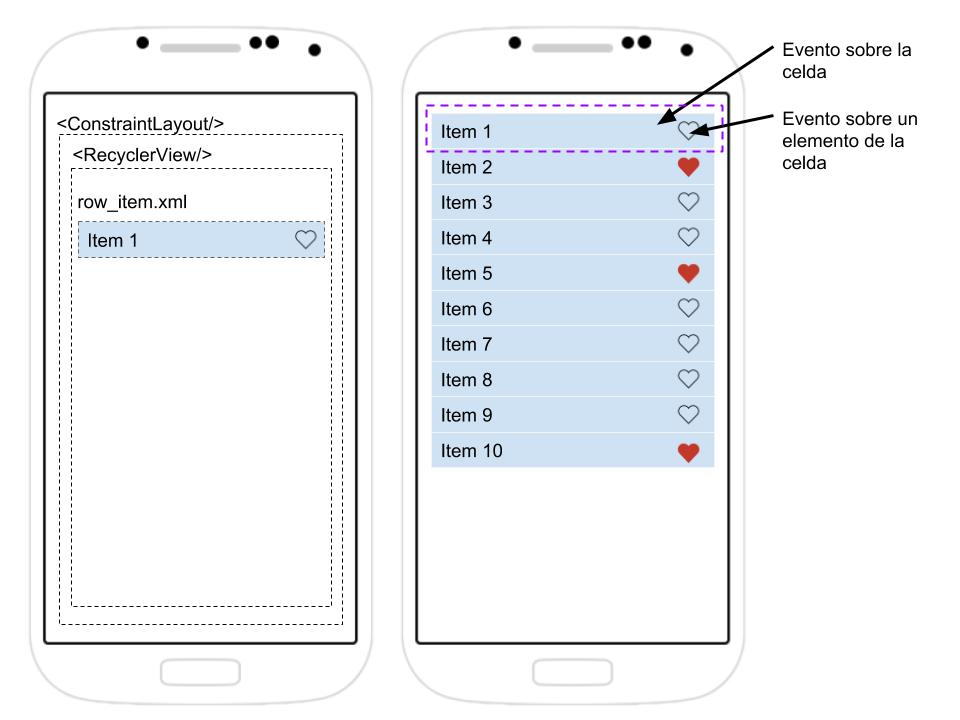 <ConstraintLayout/>
<RecyclerView/>
row_item.xml
Item 1
Item 1
Item 2
Item 3
Item 4
Item 5
Item 6
Item 7
Item 8
Item 9
Item 10
Evento sobre la
celda
Evento sobre un
elemento de la
celda